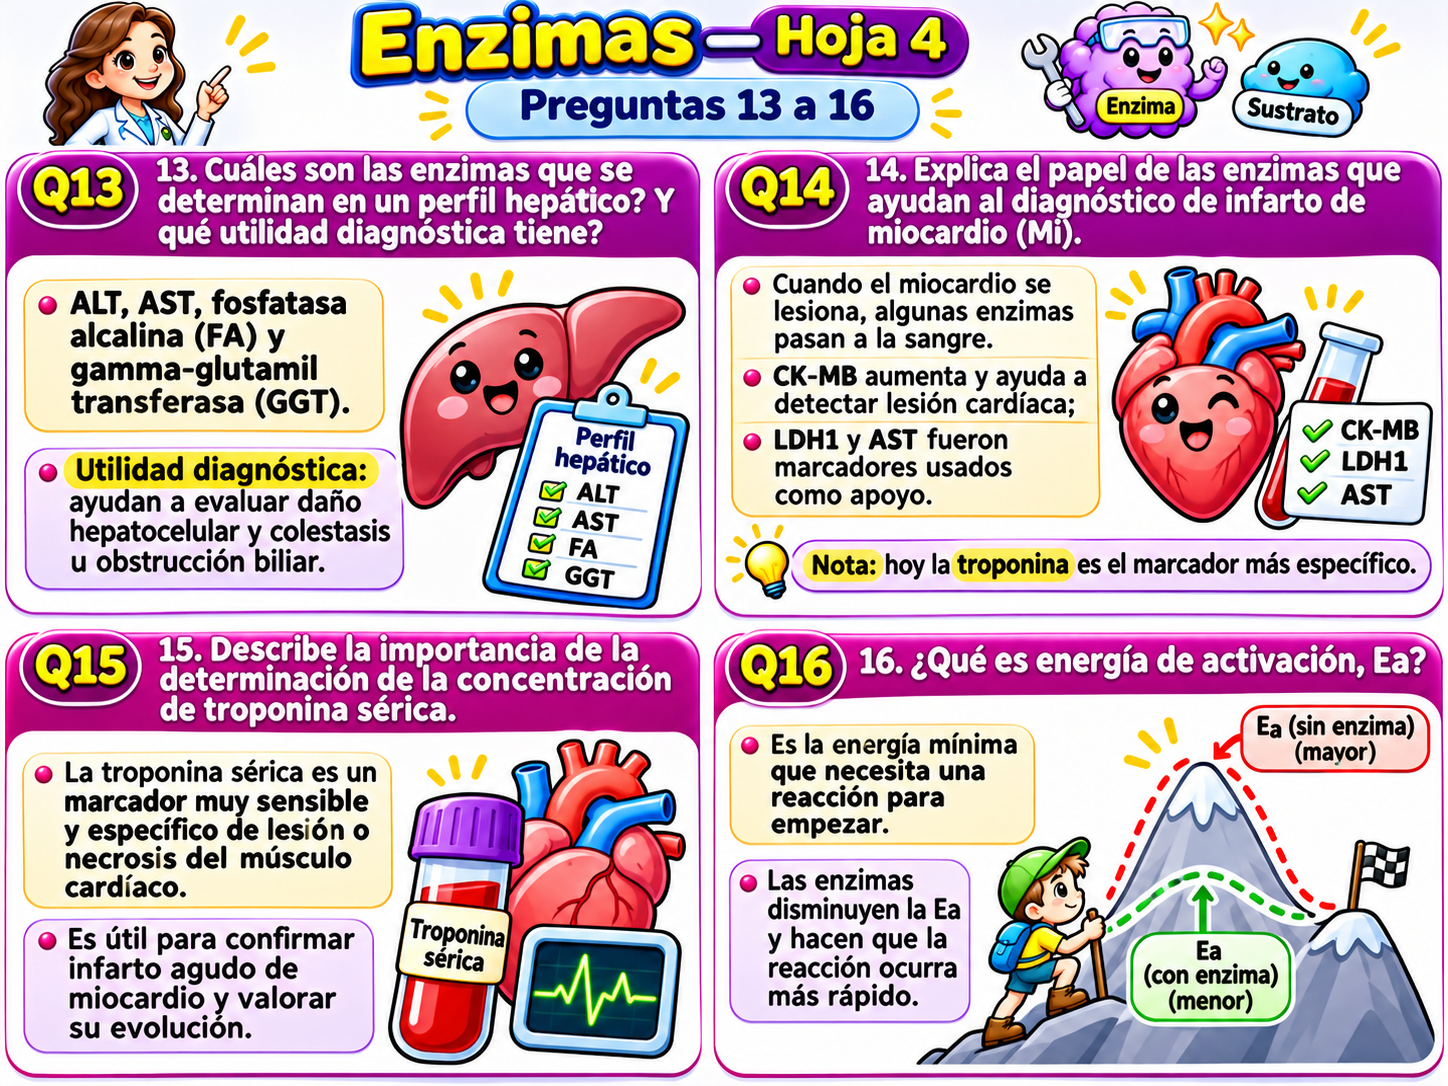 Enzimas — Hoja 4
Preguntas 13 a 16
Enzima
Sustrato
Q13
13. Cuáles son las enzimas que se
determinan en un perfil hepático? Y
qué utilidad diagnóstica tiene?
ALT, AST, fosfatasa
alcalina (FA) y
gamma-glutamil
transferasa (GGT).
Utilidad diagnóstica:
ayudan a evaluar daño
hepatocelular y colestasis
u obstrucción biliar.
Perfil
hepático
ALT
AST
FA
GGT
Q14
14. Explica el papel de las enzimas que
ayudan al diagnóstico de infarto de
miocardio (Mi).
Cuando el miocardio se
lesiona, algunas enzimas
pasan a la sangre.
CK-MB aumenta y ayuda a
detectar lesión cardíaca;
LDH1 y AST fueron
marcadores usados
como apoyo.
CK-MB
LDH1
AST
Nota: hoy la troponina es el marcador más específico.
Q15
15. Describe la importancia de la
determinación de la concentración
de troponina sérica.
La troponina sérica es un
marcador muy sensible
y específico de lesión o
necrosis del músculo
cardíaco.
Es útil para confirmar
infarto agudo de
miocardio y valorar
su evolución.
Troponina
sérica
Q16
16. ¿Qué es energía de activación, Ea?
Es la energía mínima
que necesita una
reacción para
empezar.
Las enzimas
disminuyen la Ea
y hacen que la
reacción ocurra
más rápido.
Ea (sin enzima)
(mayor)
Ea
(con enzima)
(menor)